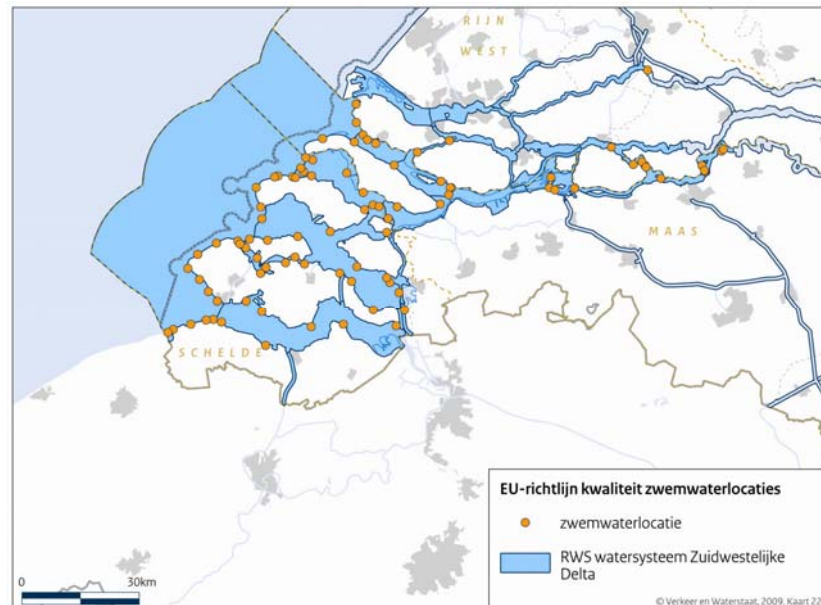 RIJN
WEST
MAAS
SCHELDE
EU-richtlijn kwaliteit zwemwaterlocaties
zwemwaterlocatie
RWS watersysteem Zuidwestelijke
Delta
0 30km
© Verkeer en Waterstaat, 2009. Kaart 22